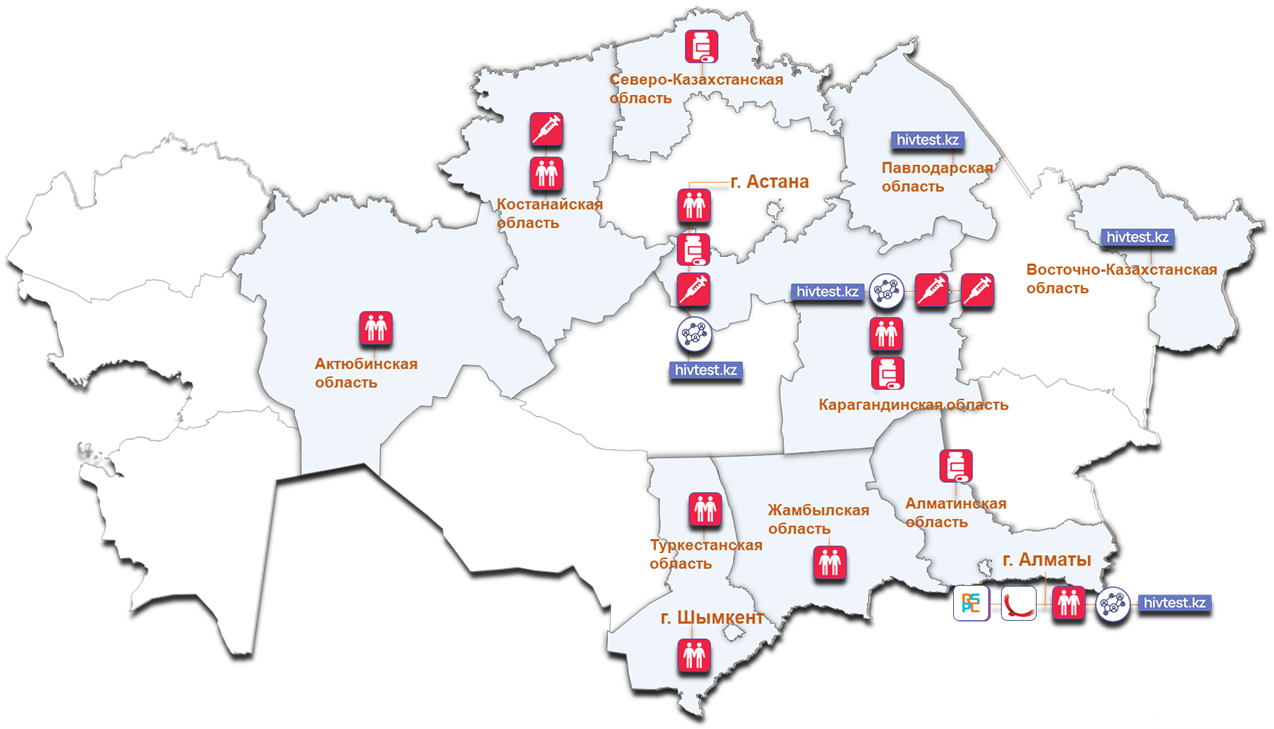 Северо-Казахстанская
область
hivtest.kz
Павлодарская
область
г. Астана
Костанайская
область
hivtest.kz
Восточно-Казахстанская
область
hivtest.kz
Актюбинская
область
hivtest.kz
Карагандинская область
Алматинская
область
Жамбылская
область
Туркестанская
область
г. Алматы
RSPC
hivtest.kz
г. Шымкент